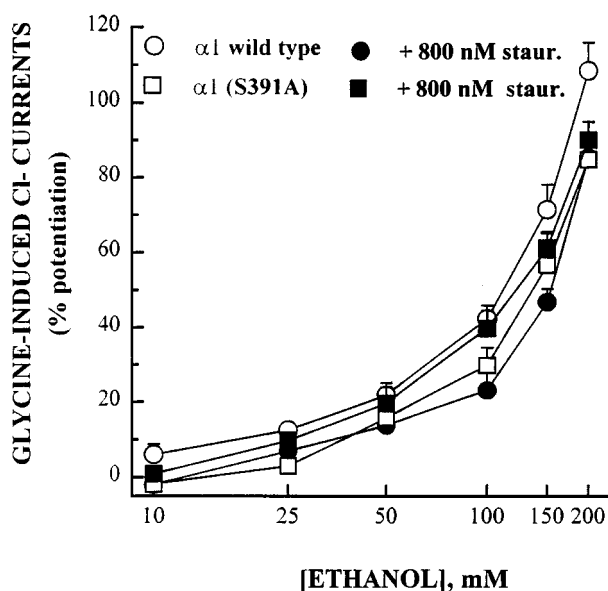 GLYCINE-INDUCED Cl- CURRENTS
(% potentiation)
120
100
80
60
40
20
0
α1 wild type
+ 800 nM staur.
α1 (S391A)
+ 800 nM staur.
10 25 50 100 150 200
[ETHANOL], mM